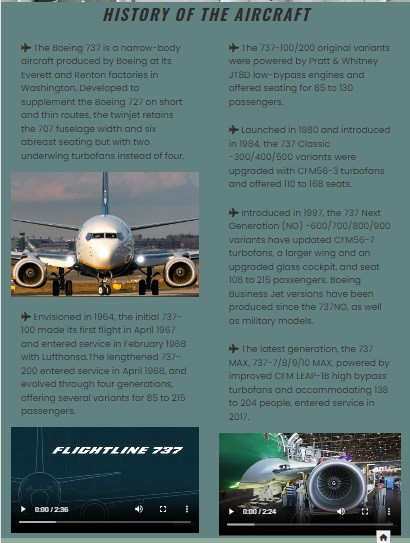 HISTORY OF THE AIRCRAFT
The Boeing 737 is a narrow-body
aircraft produced by Boeing at its
Everett and Renton factories in
Washington. Developed to
supplement the Boeing 727 on short
and thin routes, the twinjet retains
the 707 fuselage width and six
abreast seating but with two
underwing turbofans instead of four.
Envisioned in 1964, the initial 737-
100 made its first flight in April 1967
and entered service in February 1968
with Lufthansa.The lengthened 737-
200 entered service in April 1968, and
evolved through four generations,
offering several variants for 85 to 215
passengers.
FLIGHTLINE 737
0:00 / 2:36
The 737-100/200 original variants
were powered by Pratt & Whitney
JT8D low-bypass engines and
offered seating for 85 to 130
passengers.
Launched in 1980 and introduced
in 1984, the 737 Classic
-300/400/500 variants were
upgraded with CFM56-3 turbofans
and offered 110 to 168 seats.
Introduced in 1997, the 737 Next
Generation (NG) -600/700/800/900
variants have updated CFM56-7
turbofans, a larger wing and an
upgraded glass cockpit, and seat
108 to 215 passengers. Boeing
Business Jet versions have been
produced since the 737NG, as well
as military models.
The latest generation, the 737
MAX, 737-7/8/9/10 MAX, powered by
improved CFM LEAP-1B high bypass
turbofans and accommodating 138
to 204 people, entered service in
2017.
0:00 / 2:24